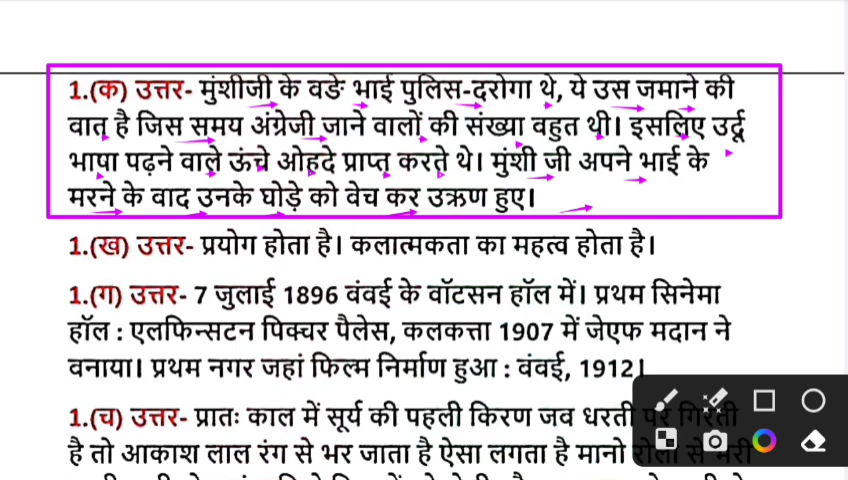 1.(क) उत्तर- मुंशीजी के वडे भाई पुलिस-दरोगा थे, ये उस जमाने की
वात है जिस समय अंग्रेजी जाने वालों की संख्या वहुत थी। इसलिए उर्दू
भाषा पढ़ने वाले ऊंचे ओहदे प्राप्त करते थे। मुंशी जी अपने भाई के
मरने के वाद उनके घोड़े को वेच कर उऋण हुए।
1.(ख) उत्तर- प्रयोग होता है। कलात्मकता का महत्व होता है।
1.(ग) उत्तर- 7 जुलाई 1896 वंवई के वॉटसन हॉल में। प्रथम सिनेमा
हॉल : एलफिन्सटन पिक्चर पैलेस, कलकत्ता 1907 में जेएफ मदान ने
वनाया। प्रथम नगर जहां फिल्म निर्माण हुआ : वंवई, 1912।
1.(च) उत्तर- प्रातः काल में सूर्य की पहली किरण जव धरती पर गिरती
है तो आकाश लाल रंग से भर जाता है ऐसा लगता है मानो रोली से भरी